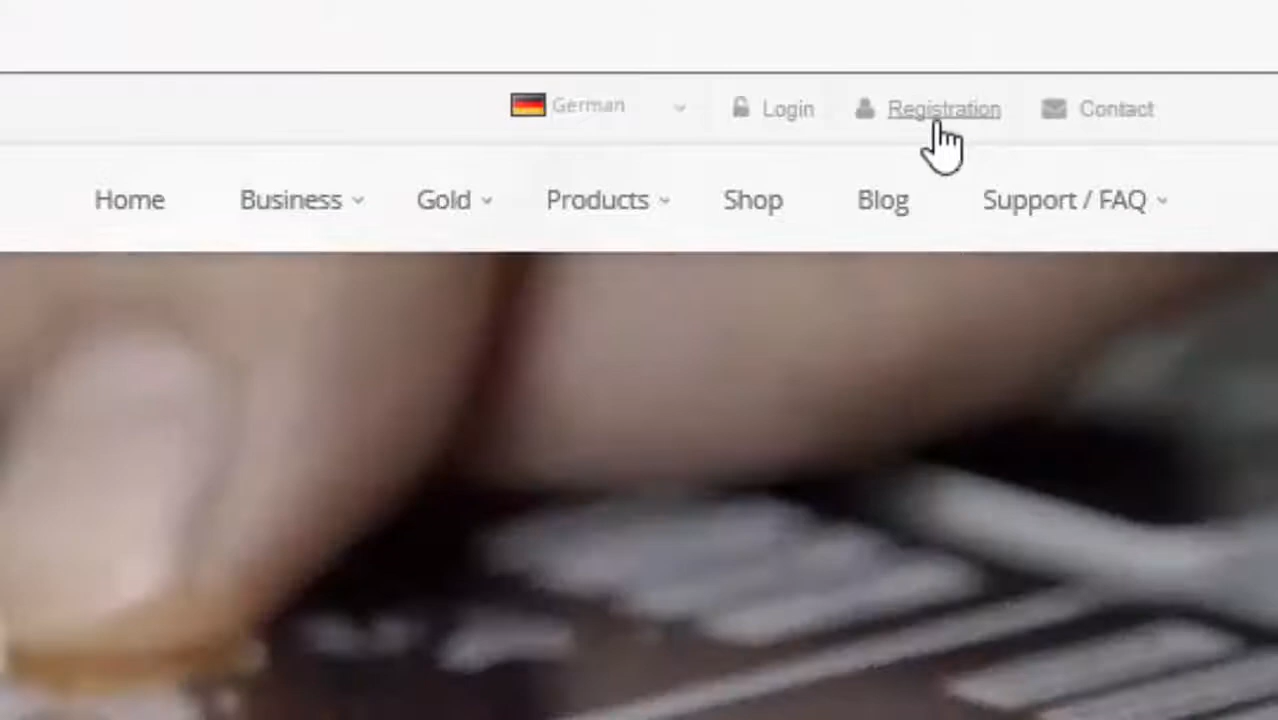 German Login Registration Contact
Home Business Gold Products Shop Blog Support / FAQ